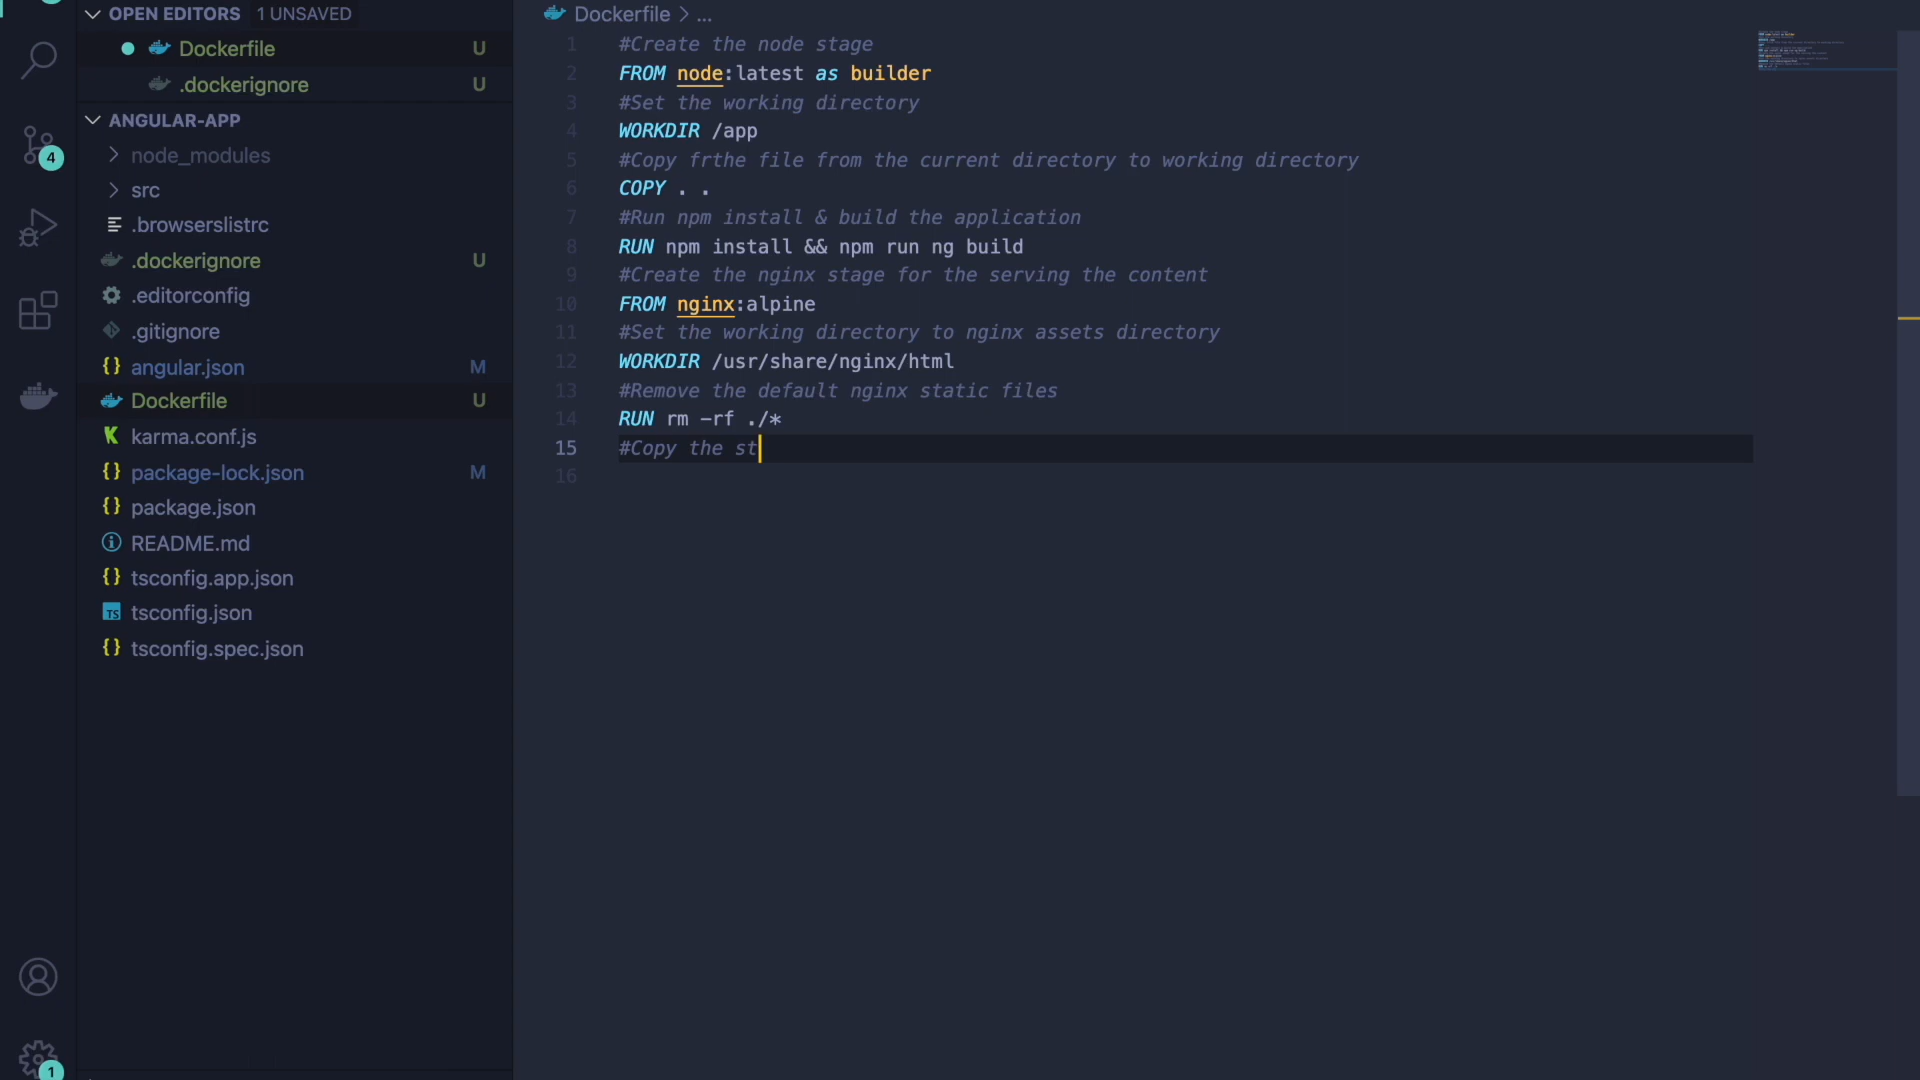 OPEN EDITORS 1 UNSAVED
Dockerfile U
.dockerignore U
ANGULAR-APP
node_modules
src
.browserslistrc
.dockerignore U
.editorconfig
.gitignore
{} angular.json M
Dockerfile U
K karma.conf.js
{} package-lock.json M
{} package.json
README.md
{} tsconfig.app.json
TS tsconfig.json
{} tsconfig.spec.json
4
1
Dockerfile > ...
1 #Create the node stage
2 FROM node:latest as builder
3 #Set the working directory
4 WORKDIR /app
5 #Copy frthe file from the current directory to working directory
6 COPY . .
7 #Run npm install & build the application
8 RUN npm install && npm run ng build
9 #Create the nginx stage for the serving the content
10 FROM nginx:alpine
11 #Set the working directory to nginx assets directory
12 WORKDIR /usr/share/nginx/html
13 #Remove the default nginx static files
14 RUN rm -rf ./*
15 #Copy the st
16